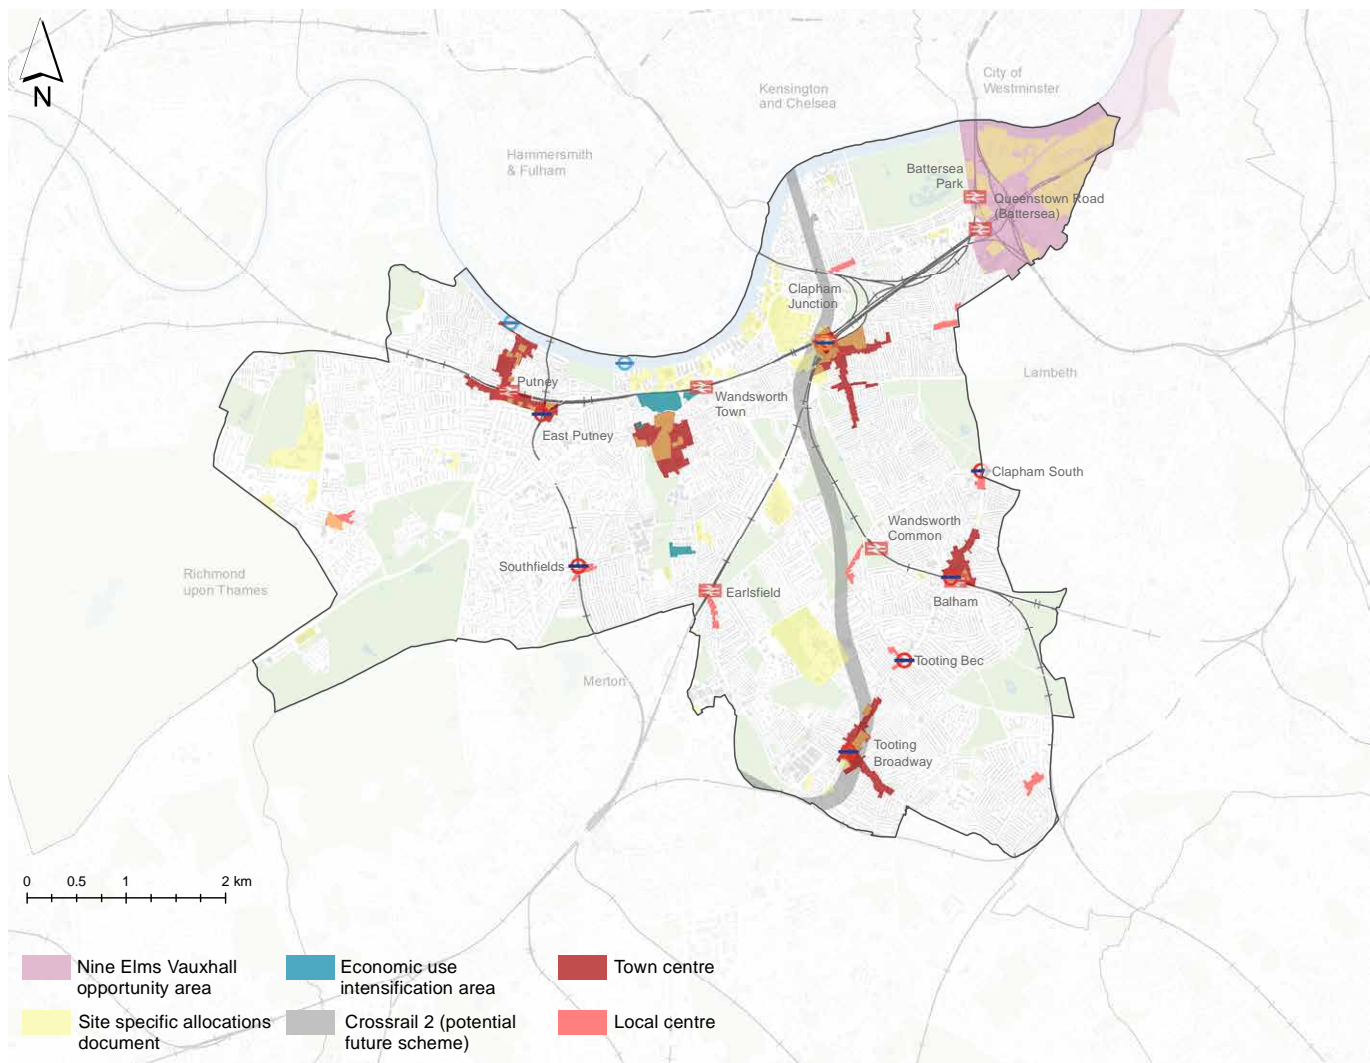 N
Kensington
and Chelsea
City of
Westminster
Hammersmith
& Fulham
Battersea
Park
Queenstown Road
(Battersea)
Clapham
Junction
Lambeth
Putney
Wandsworth
Town
East Putney
Clapham South
Wandsworth
Common
Richmond
upon Thames
Southfields
Earlsfield
Balham
Tooting Bec
Merton
Tooting
Broadway
0 0.5 1 2 km
Nine Elms Vauxhall
opportunity area
Economic use
intensification area
Town centre
Site specific allocations
document
Crossrail 2 (potential
future scheme)
Local centre